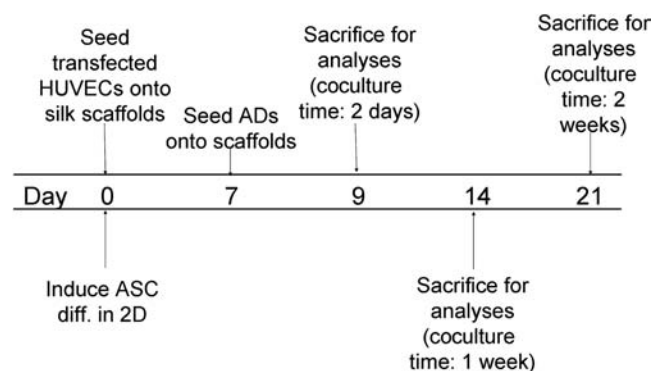 Seed
transfected
HUVECs onto
silk scaffolds
Seed ADs
onto scaffolds
Sacrifice for
analyses
(coculture
time: 2 days)
Sacrifice for
analyses
(coculture
time: 2
weeks)
Day 0 7 9 14 21
Induce ASC
diff. in 2D
Sacrifice for
analyses
(coculture
time: 1 week)